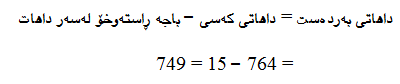 داهاتی بەردەست = داهاتی کەسی – باجە ڕاستەوخۆ لەسەر داهات
= 764 – 15 = 749